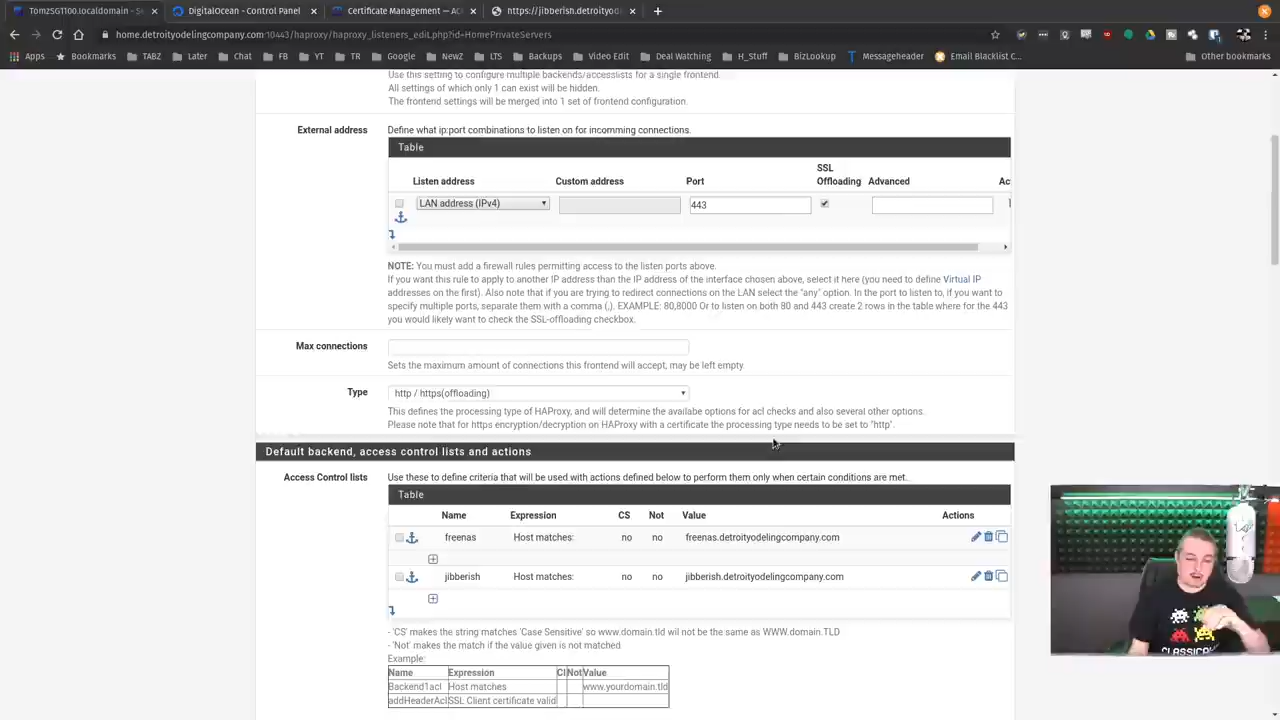 TomzSG1100.localdomain - S
DigitalOcean - Control Panel
Certificate Management — AC
https://jibberish.detroityode
home.detroityodelingcompany.com:10443/haproxy/haproxy_listeners_edit.php?id=HomePrivateServers
Apps Bookmarks TABZ Later Chat FB YT TR Google NewZ LTS Backups Video Edit Deal Watching H_Stuff BizLookup Messageheader Email Blacklist C... Other bookmarks
Use this setting to configure multiple backends/accesslists for a single frontend.
All settings of which only 1 can exist will be hidden.
The frontend settings will be merged into 1 set of frontend configuration.
External address
Define what ip:port combinations to listen on for incomming connections.
Table
Listen address Custom address Port SSL Offloading Advanced Ac
LAN address (IPv4) 443
NOTE: You must add a firewall rules permitting access to the listen ports above.
If you want this rule to apply to another IP address than the IP address of the interface chosen above, select it here (you need to define Virtual IP
addresses on the first). Also note that if you are trying to redirect connections on the LAN select the "any" option. In the port to listen to, if you want to
specify multiple ports, separate them with a comma (,). EXAMPLE: 80,8000 Or to listen on both 80 and 443 create 2 rows in the table where for the 443
you would likely want to check the SSL-offloading checkbox.
Max connections
Sets the maximum amount of connections this frontend will accept, may be left empty
Type
http / https(offloading)
This defines the processing type of HAProxy, and will determine the availabe options for acl checks and also several other options.
Please note that for https encryption/decryption on HAProxy with a certificate the processing type needs to be set to "http".
Default backend, access control lists and actions
Access Control lists
Use these to define criteria that will be used with actions defined below to perform them only when certain conditions are met.
Table
Name Expression CS Not Value Actions
freenas Host matches: no no freenas.detroityodelingcompany.com
jibberish Host matches: no no jibberish.detroityodelingcompany.com
- 'CS' makes the string matches 'Case Sensitive' so www.domain.tld wil not be the same as WWW.domain.TLD
- 'Not' makes the match if the value given is not matched
Example:
Name Expression CS Not Value
Backend1acl Host matches www.yourdomain.tld
addHeaderAcl SSL Client certificate valid
CLASSICALLY